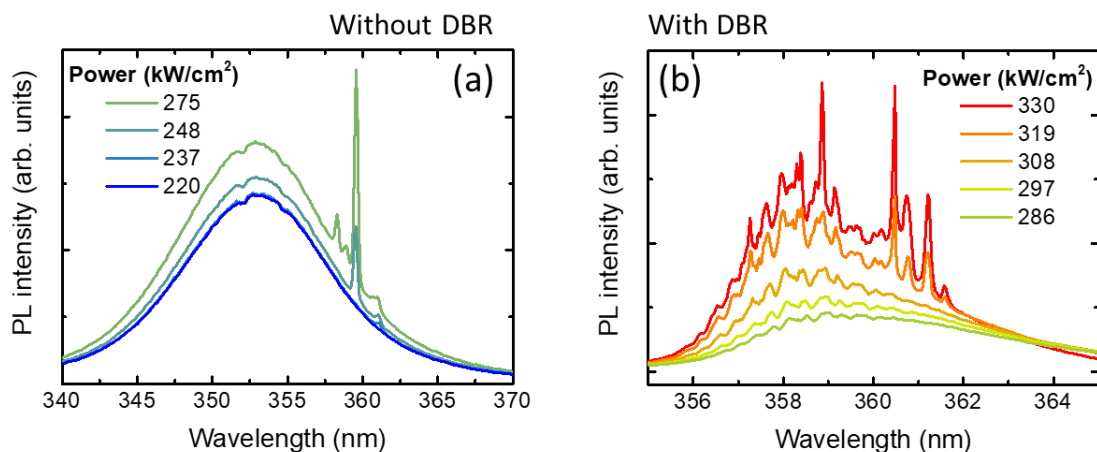 Without DBR
With DBR
PL intensity (arb. units)
Power (kW/cm²)
275
248
237
220
(a)
340 345 350 355 360 365 370
Wavelength (nm)
PL intensity (arb. units)
(b)
Power (kW/cm²)
330
319
308
297
286
356 358 360 362 364
Wavelength (nm)